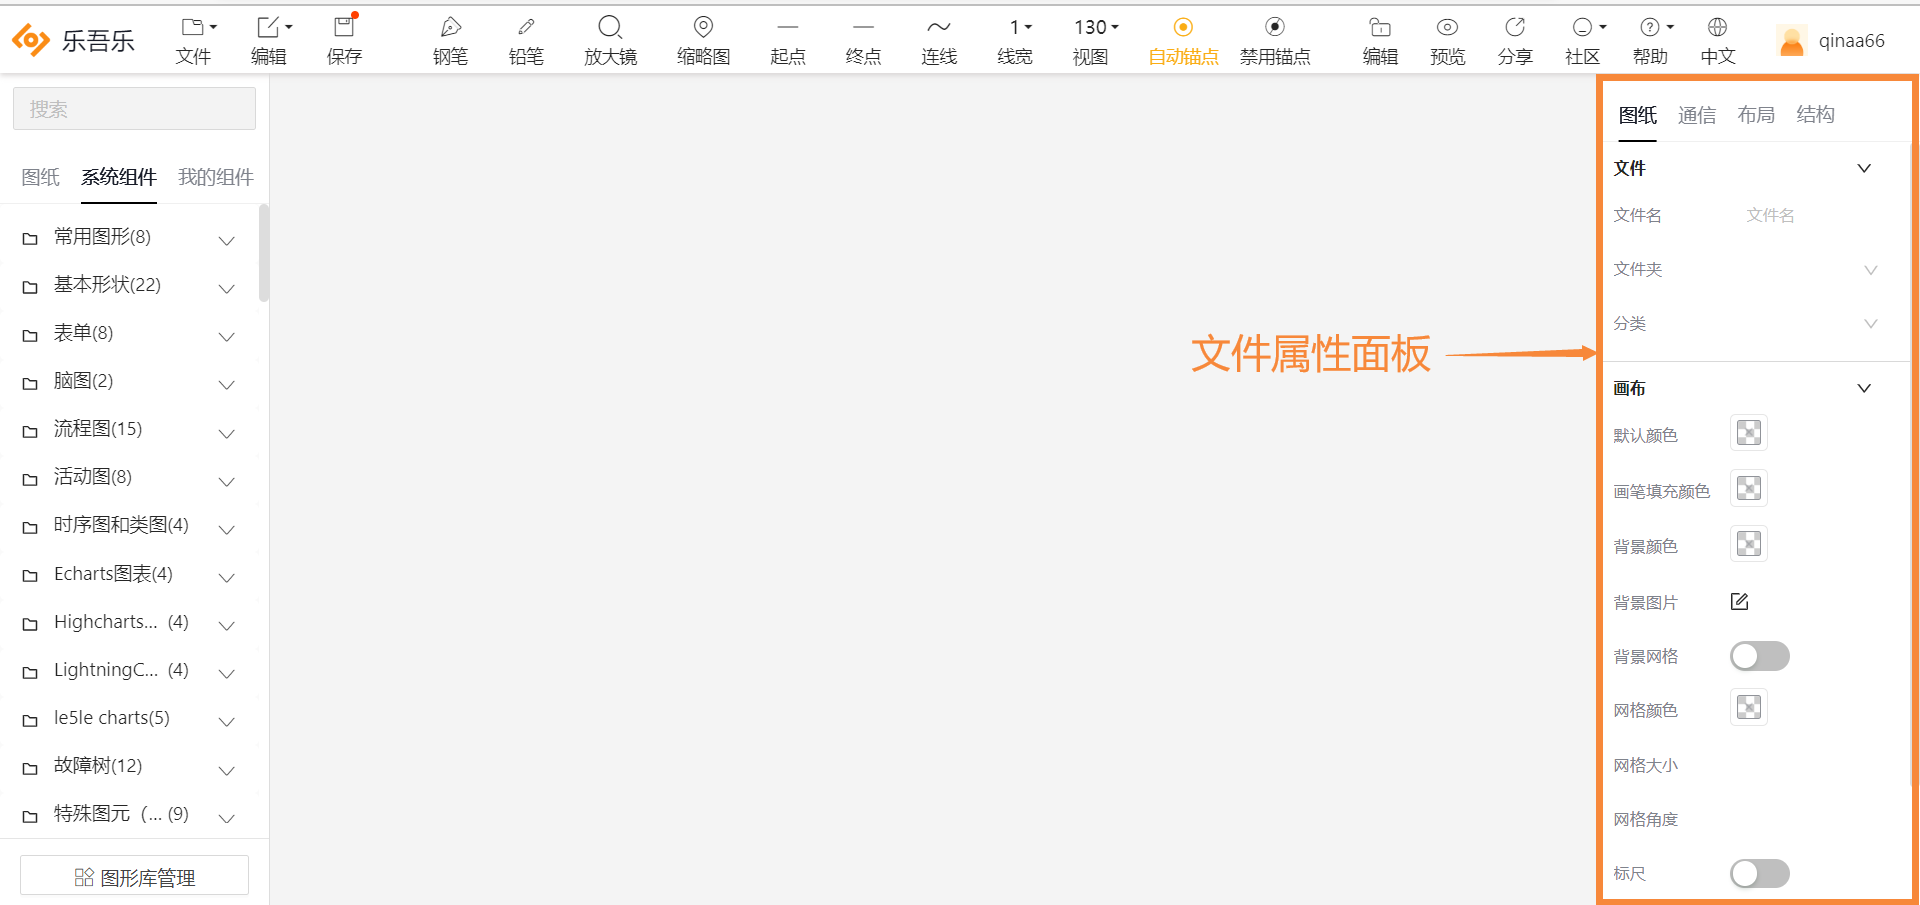 乐吾乐
文件
编辑
保存
钢笔
铅笔
放大镜
缩略图
起点
终点
连线
1
线宽
130
视图
自动锚点
禁用锚点
编辑
预览
分享
社区
帮助
中文
qinaa66
搜索
图纸 系统组件 我的组件
常用图形(8)
基本形状(22)
表单(8)
脑图(2)
流程图(15)
活动图(8)
时序图和类图(4)
Echarts图表(4)
Highcharts... (4)
LightningC... (4)
le5le charts(5)
故障树(12)
特殊图元（... (9)
图形库管理
文件属性面板
图纸 通信 布局 结构
文件
文件名 文件名
文件夹
分类
画布
默认颜色
画笔填充颜色
背景颜色
背景图片
背景网格
网格颜色
网格大小
网格角度
标尺